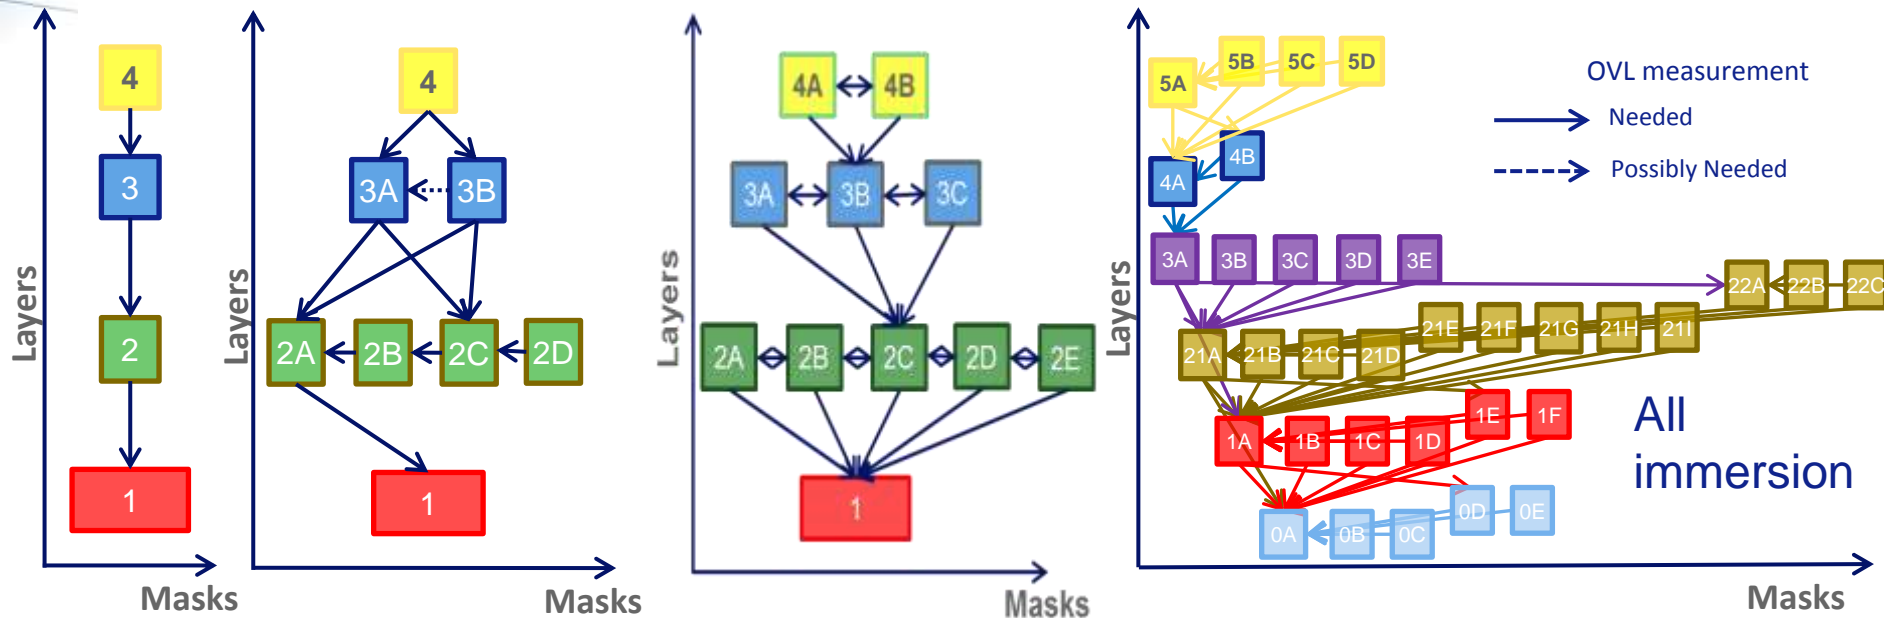 Layers
4
3
2
1
Masks
Layers
4
3A 3B
2A 2B 2C 2D
1
Masks
Layers
4A 4B
3A 3B 3C
2A 2B 2C 2D 2E
1
Masks
Layers
5A 5B 5C 5D
4A 4B
3A 3B 3C 3D 3E
22A 22B 22C
21A 21B 21C 21D 21E 21F 21G 21H 21I
1A 1B 1C 1D 1E 1F
0A 0B 0C 0D 0E
Masks
OVL measurement
Needed
Possibly Needed
All
immersion